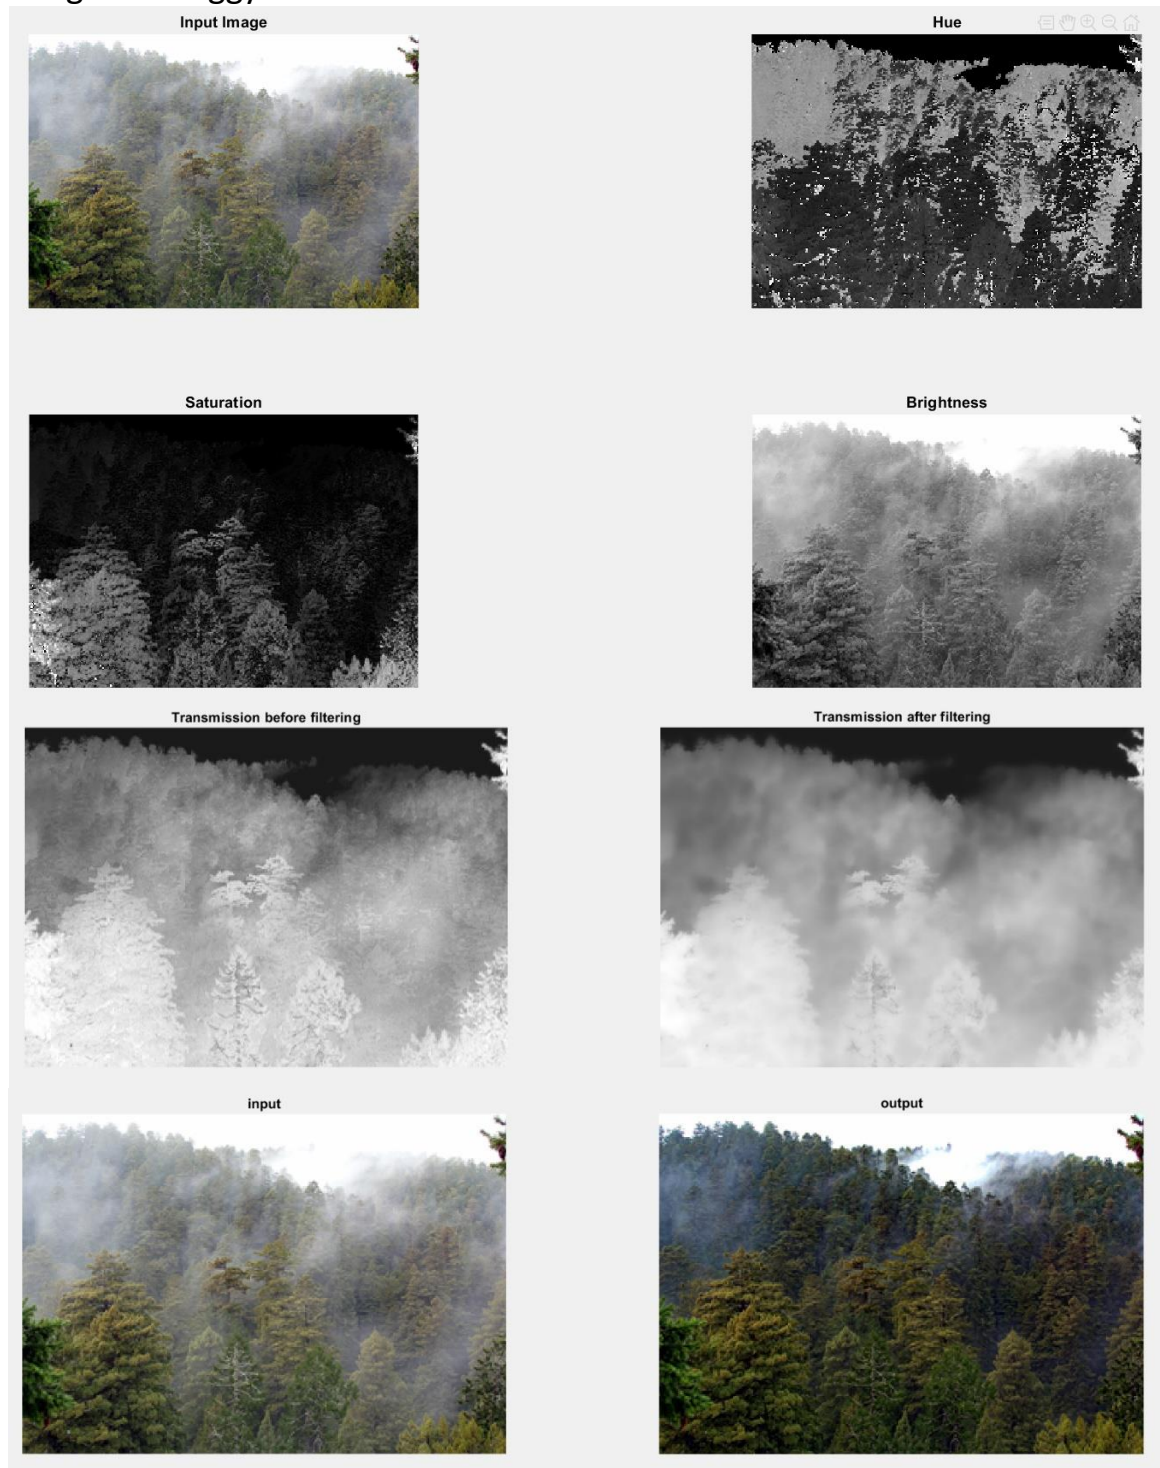 Input Image
Hue
Saturation
Brightness
Transmission before filtering
Transmission after filtering
input
output